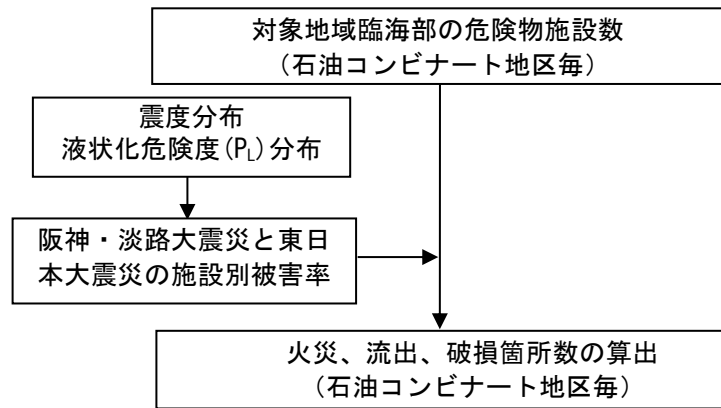 対象地域臨海部の危険物施設数
（石油コンビナート地区毎）
震度分布
液状化危険度(PL)分布
阪神・淡路大震災と東日
本大震災の施設別被害率
火災、流出、破損箇所数の算出
（石油コンビナート地区毎）